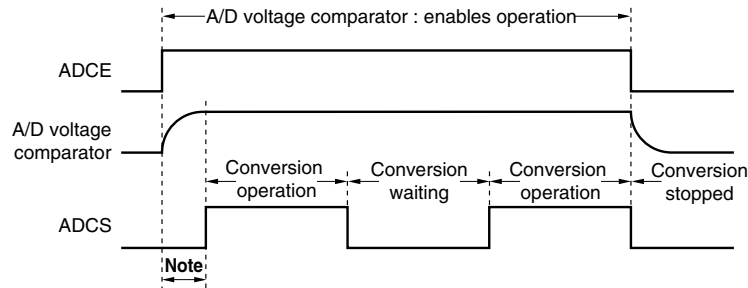 A/D voltage comparator : enables operation
ADCE
A/D voltage
comparator
Conversion
operation
Conversion
waiting
Conversion
operation
Conversion
stopped
ADCS
Note